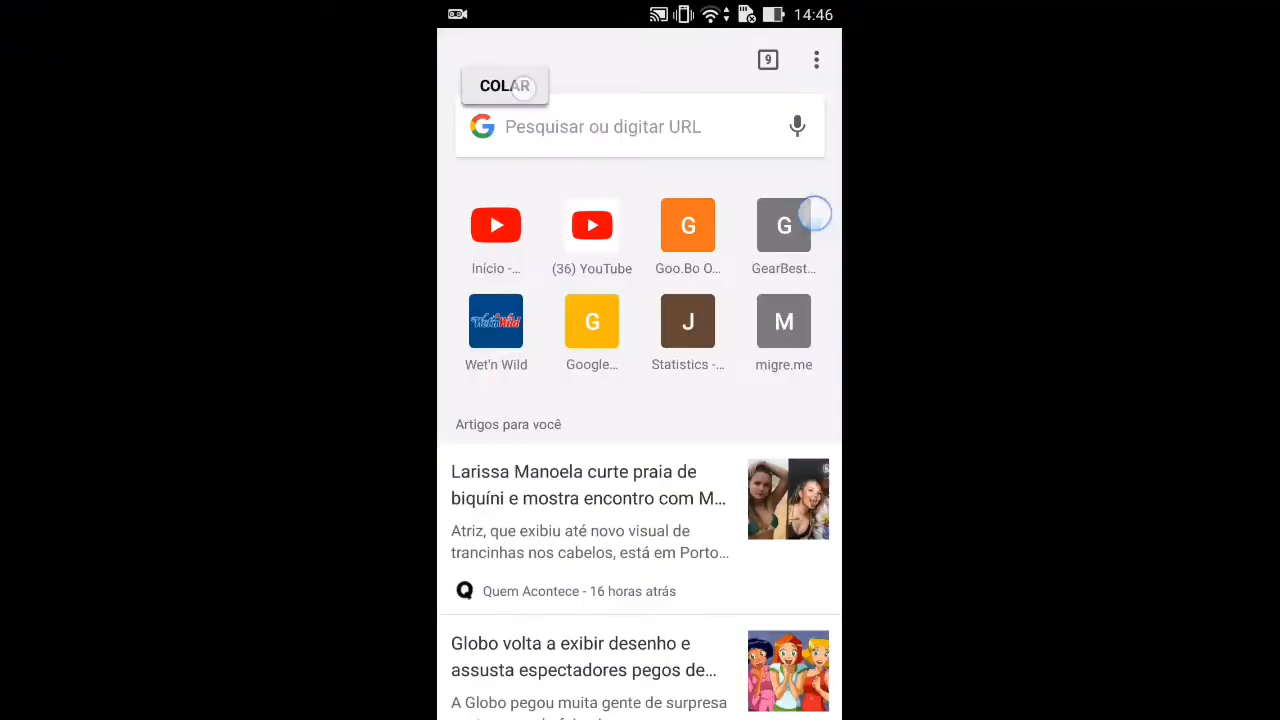 14:46
9
COLAR
Pesquisar ou digitar URL
G
G
Início -...
(36) YouTube
Goo.Bo O...
GearBest...
Wet'n Wild
G
J
M
Wet'n Wild
Google...
Statistics -...
migre.me
Artigos para você
Larissa Manoela curte praia de
biquíni e mostra encontro com M...
Atriz, que exibiu até novo visual de
trancinhas nos cabelos, está em Porto...
Quem Acontece - 16 horas atrás
Globo volta a exibir desenho e
assusta espectadores pegos de...
A Globo pegou muita gente de surpresa